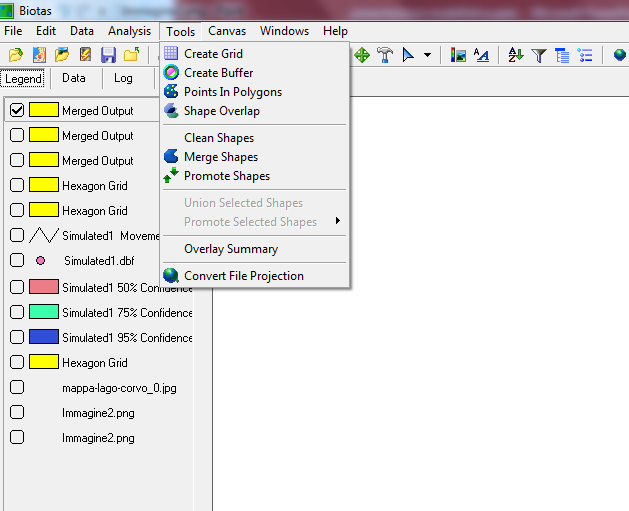 Biotas
File Edit Data Analysis Tools Canvas Windows Help
Legend Data Log
Create Grid
Create Buffer
Points In Polygons
Shape Overlap
Clean Shapes
Merge Shapes
Promote Shapes
Union Selected Shapes
Promote Selected Shapes
Overlay Summary
Convert File Projection
Merged Output
Merged Output
Merged Output
Hexagon Grid
Hexagon Grid
Simulated1 Moveme
Simulated1.dbf
Simulated1 50% Confidence
Simulated1 75% Confidence
Simulated1 95% Confidence
Hexagon Grid
mappa-lago-corvo_0.jpg
Immagine2.png
Immagine2.png